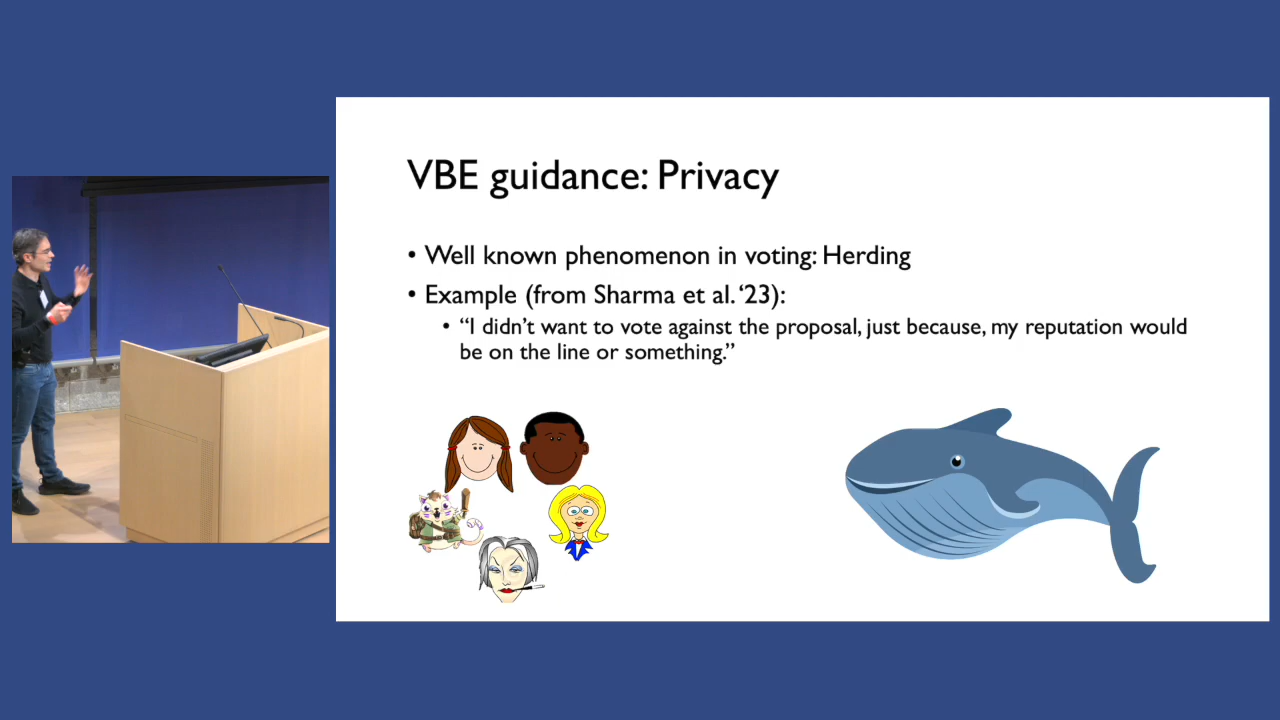 VBE guidance: Privacy
• Well known phenomenon in voting: Herding
• Example (from Sharma et al. ‘23):
• “I didn’t want to vote against the proposal, just because, my reputation would
be on the line or something.”